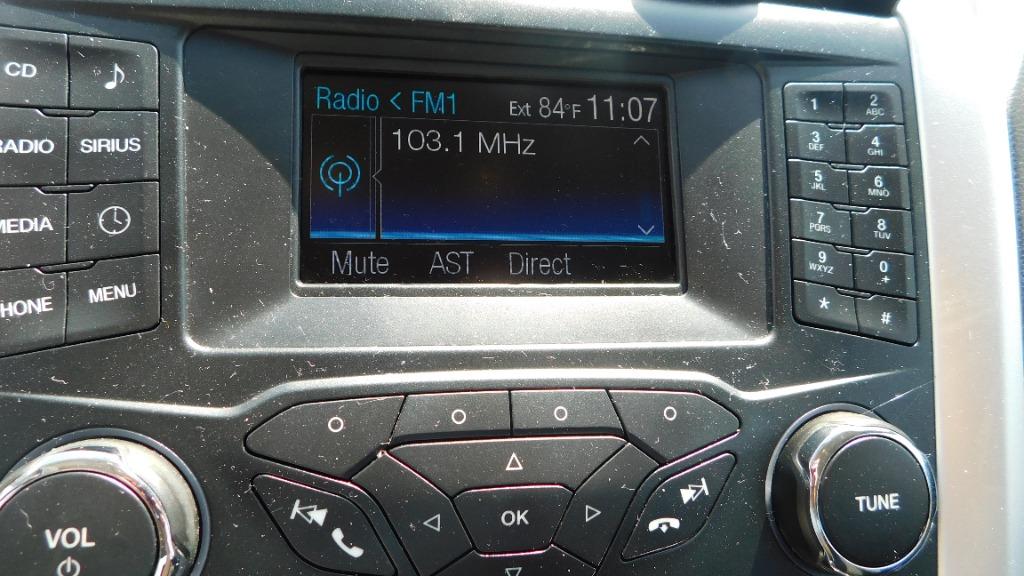 CD
RADIO SIRIUS
MEDIA
PHONE MENU
Radio < FM1 Ext 84°F 11:07
103.1 MHz
Mute AST Direct
1 2 ABC
3 DEF 4 GHI
5 JKL 6 MNO
7 PQRS 8 TUV
9 WXYZ 0 +
* #
VOL
OK
TUNE